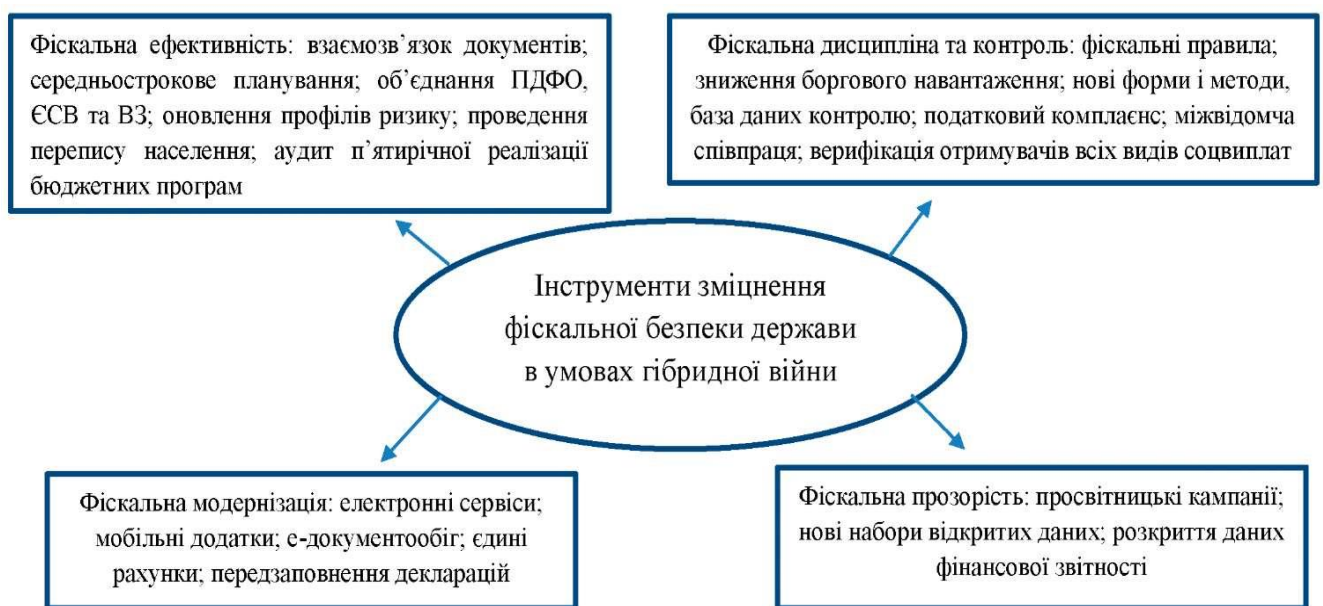 Фіскальна ефективність: взаємозв’язок документів;
середньострокове планування; об’єднання ПДФО,
ЄСВ та ВЗ; оновлення профілів ризику; проведення
перепису населення; аудит п’ятирічної реалізації
бюджетних програм
Фіскальна дисципліна та контроль: фіскальні правила;
зниження боргового навантаження; нові форми і методи,
база даних контролю; податковий комплаєнс; міжвідомча
співпраця; верифікація отримувачів всіх видів соцвиплат
Інструменти зміцнення
фіскальної безпеки держави
в умовах гібридної війни
Фіскальна модернізація: електронні сервіси;
мобільні додатки; е-документообіг; єдині
рахунки; передзаповнення декларацій
Фіскальна прозорість: просвітницькі кампанії;
нові набори відкритих даних; розкриття даних
фінансової звітності